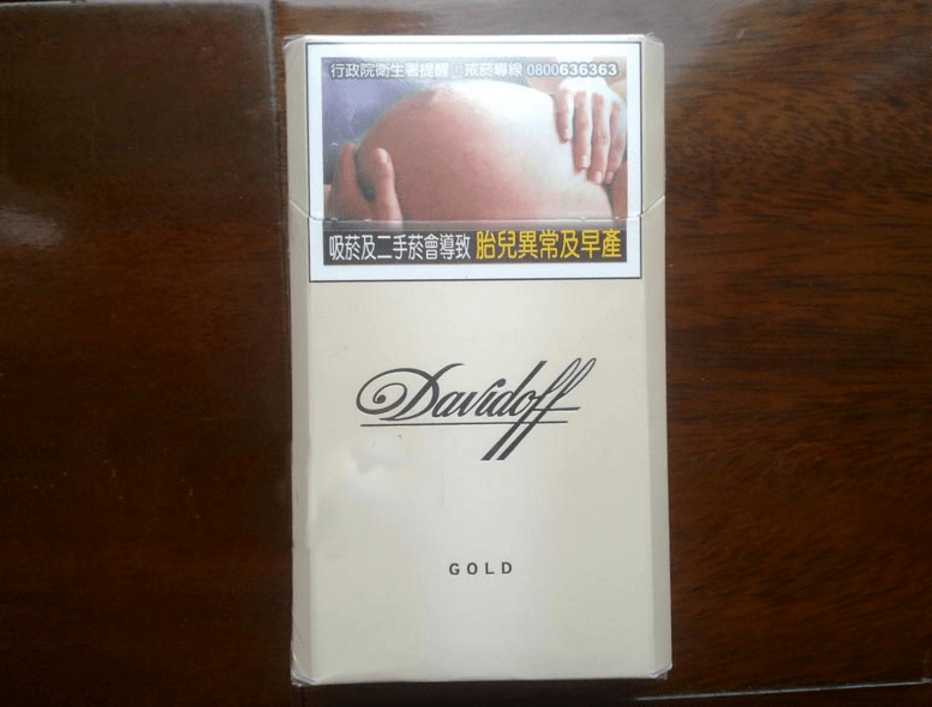 行政院衛生署提醒：戒菸專線 0800636363
吸菸及二手菸會導致 胎兒異常及早產
Davidoff
GOLD